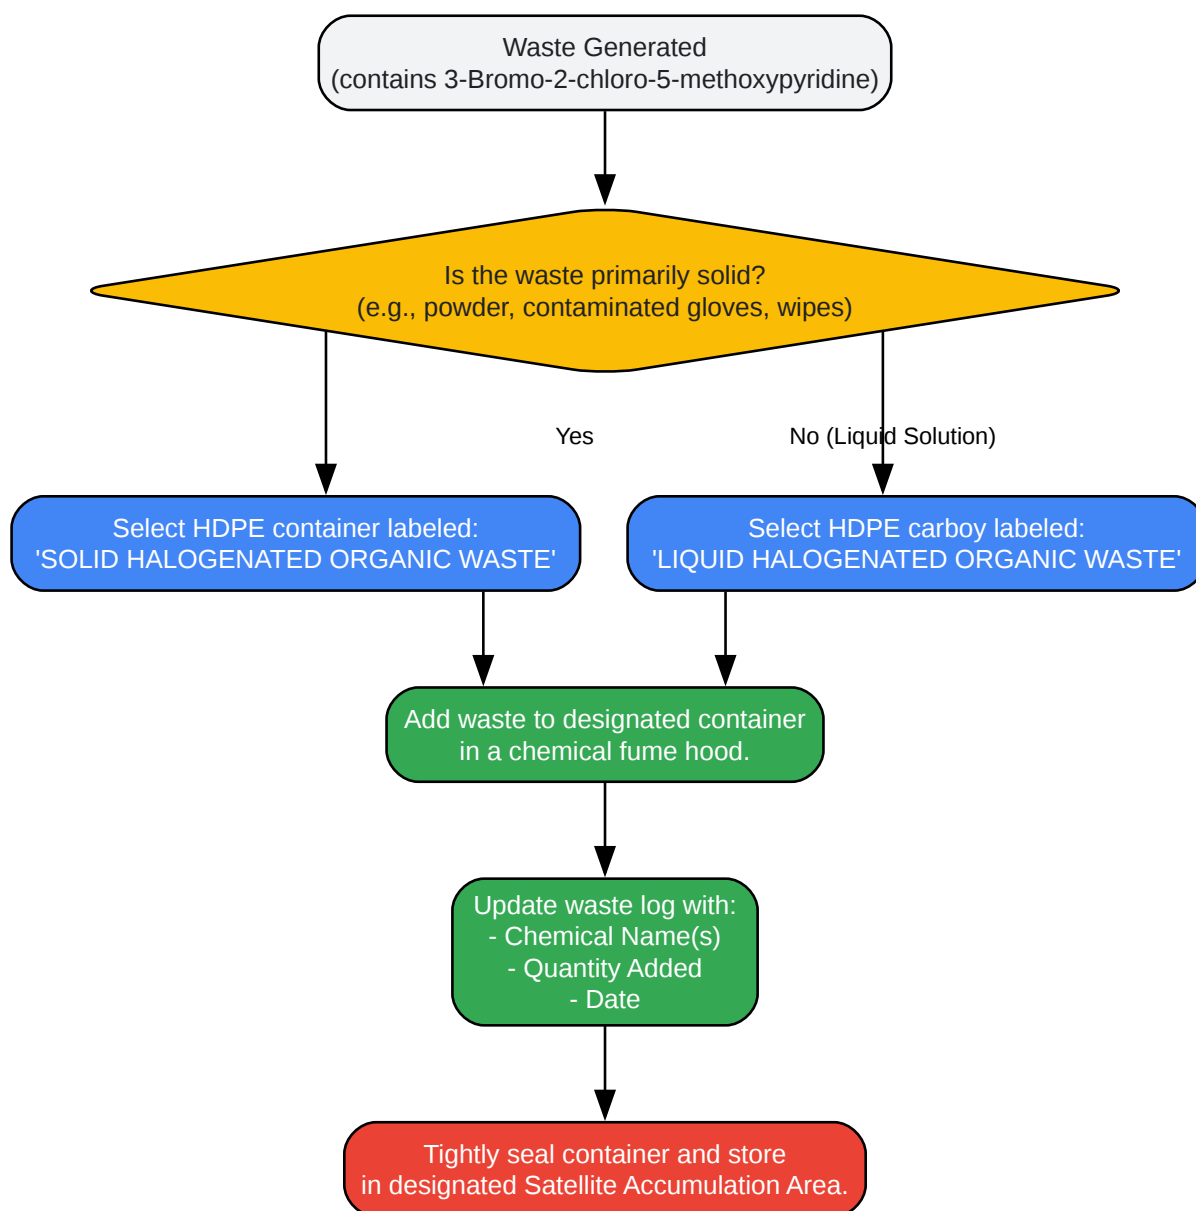 Waste Generated
(contains 3-Bromo-2-chloro-5-methoxypyridine)
Is the waste primarily solid?
(e.g., powder, contaminated gloves, wipes)
Yes
No (Liquid Solution)
Select HDPE container labeled:
'SOLID HALOGENATED ORGANIC WASTE'
Select HDPE carboy labeled:
'LIQUID HALOGENATED ORGANIC WASTE'
Add waste to designated container
in a chemical fume hood.
Update waste log with:
- Chemical Name(s)
- Quantity Added
- Date
Tightly seal container and store
in designated Satellite Accumulation Area.